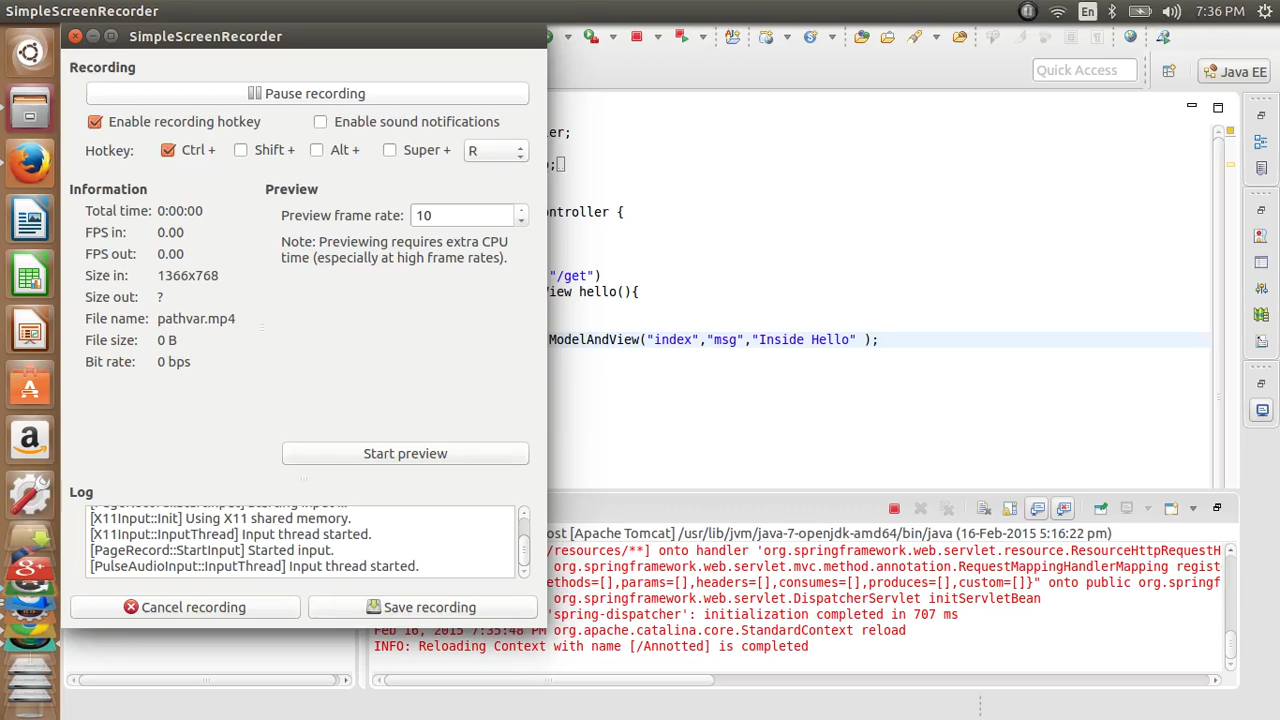 SimpleScreenRecorder
En
7:36 PM
SimpleScreenRecorder
Recording
Pause recording
Enable recording hotkey
Enable sound notifications
Hotkey:
Ctrl +
Shift +
Alt +
Super +
R
Information
Total time: 0:00:00
FPS in: 0.00
FPS out: 0.00
Size in: 1366x768
Size out: ?
File name: pathvar.mp4
File size: 0 B
Bit rate: 0 bps
Preview
Preview frame rate: 10
Note: Previewing requires extra CPU
time (especially at high frame rates).
Start preview
Log
[X11Input::Init] Using X11 shared memory.
[X11Input::InputThread] Input thread started.
[PageRecord::StartInput] Started input.
[PulseAudioInput::InputThread] Input thread started.
Cancel recording
Save recording
Quick Access
Java EE
ler;
;
ontroller {
"/get")
View hello(){
ModelAndView("index","msg","Inside Hello" );
ost [Apache Tomcat] /usr/lib/jvm/java-7-openjdk-amd64/bin/java (16-Feb-2015 5:16:22 pm)
/resources/**] onto handler 'org.springframework.web.servlet.resource.ResourceHttpRequestH
org.springframework.web.servlet.mvc.method.annotation.RequestMappingHandlerMapping regist
ethods=[],params=[],headers=[],consumes=[],produces=[],custom=[]}" onto public org.springf
org.springframework.web.servlet.DispatcherServlet initServletBean
'spring-dispatcher': initialization completed in 707 ms
Feb 16, 2015 7:35:48 PM org.apache.catalina.core.StandardContext reload
INFO: Reloading Context with name [/Annotted] is completed